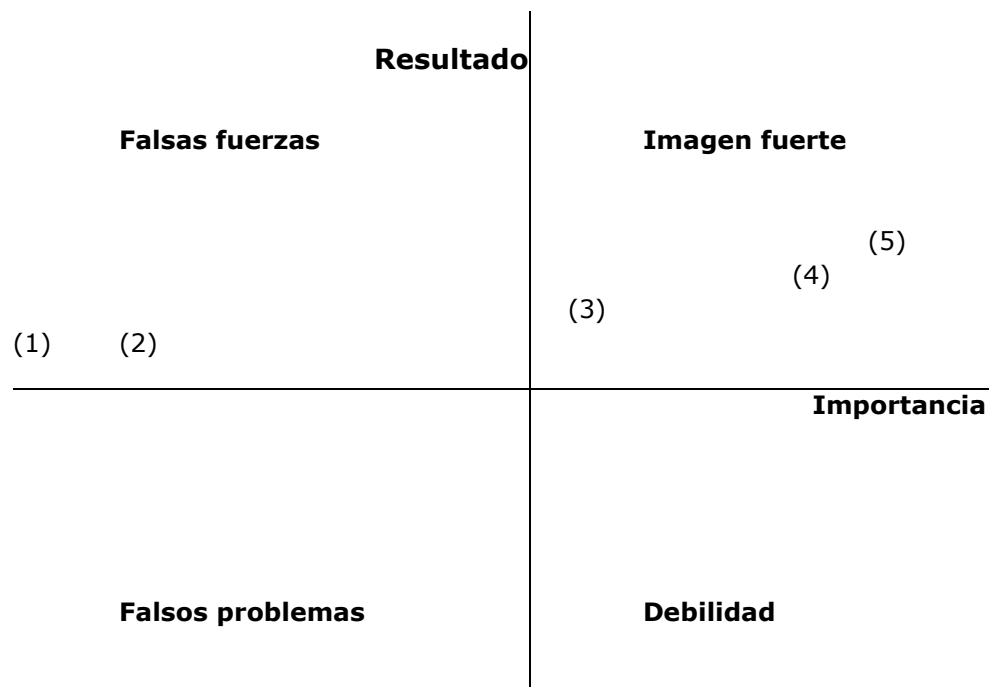 Resultado
Falsas fuerzas Imagen fuerte
(5)
(4)
(3)
(1) (2)
Importancia
Falsos problemas Debilidad